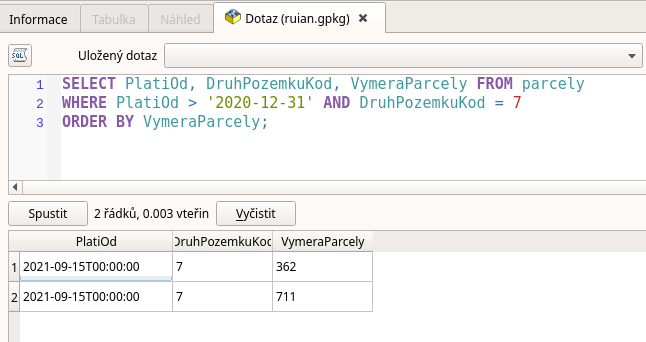 Informace Tabulka Náhled Dotaz (ruian.gpkg)
SQL Uložený dotaz
1 SELECT PlatiOd, DruhPozemkuKod, VymeraParcely FROM parcely
2 WHERE PlatiOd > '2020-12-31' AND DruhPozemkuKod = 7
3 ORDER BY VymeraParcely;
Spustit 2 řádků, 0.003 vteřin Vyčistit
PlatiOd DruhPozemkuKod VymeraParcely
1 2021-09-15T00:00:00 7 362
2 2021-09-15T00:00:00 7 711